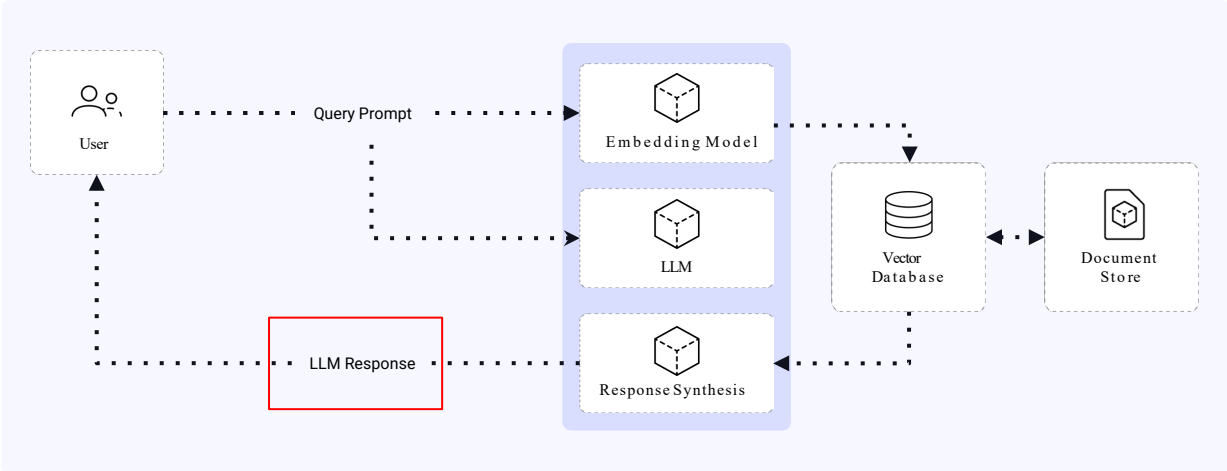 Query Prompt
User
Embedding Model
LLM
Vector
Database
Document
Store
LLM Response
Response Synthesis